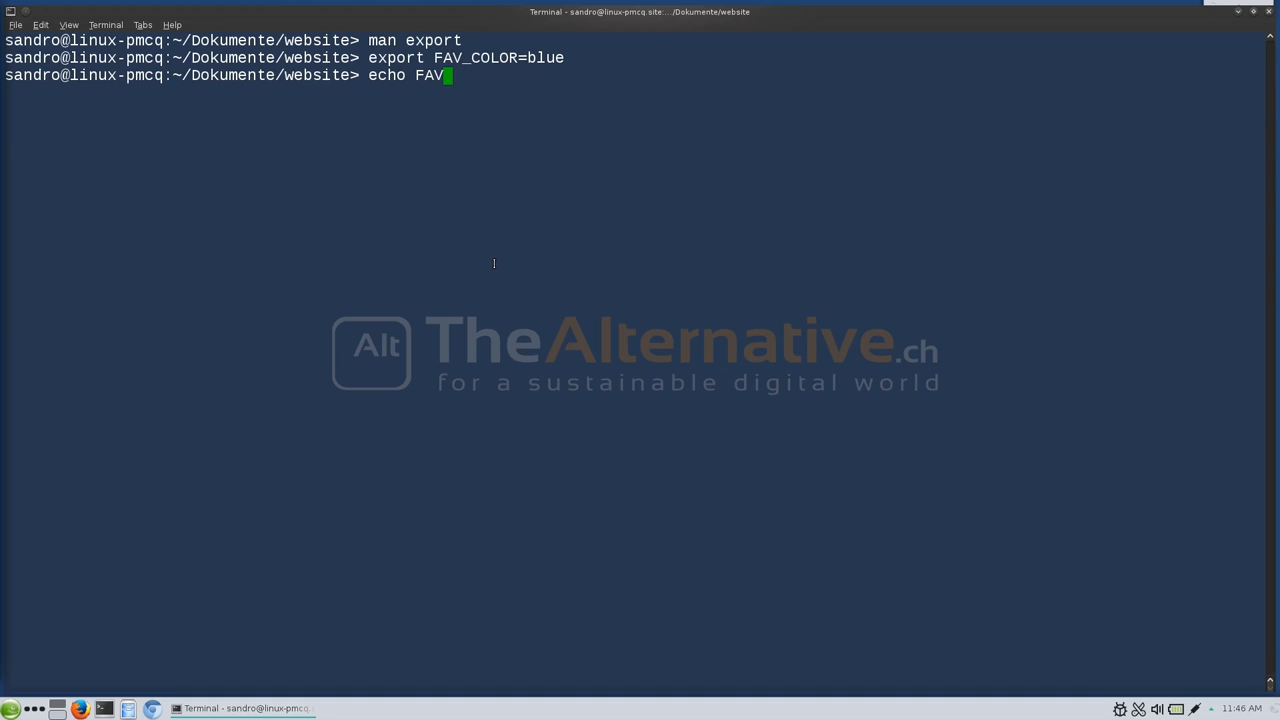 Terminal - sandro@linux-pmcq.site:.../Dokumente/website
File Edit View Terminal Tabs Help
sandro@linux-pmcq:~/Dokumente/website> man export
sandro@linux-pmcq:~/Dokumente/website> export FAV_COLOR=blue
sandro@linux-pmcq:~/Dokumente/website> echo FAV
Alt TheAlternative.ch
for a sustainable digital world
Terminal - sandro@linux-pmcq.
11:46 AM